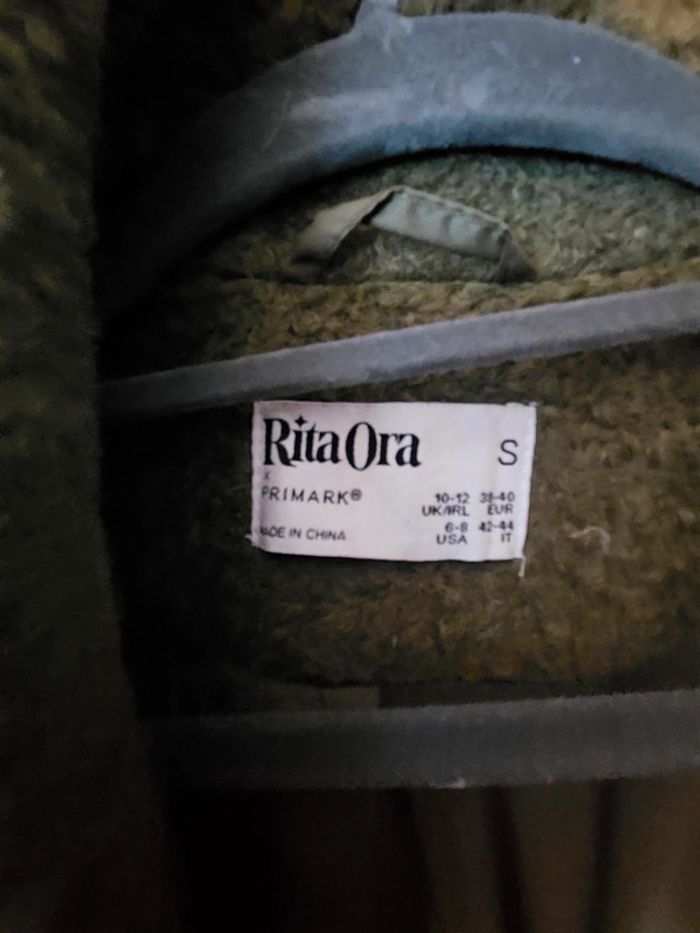 Rita Ora S
x
PRIMARK®
10-12 38-40
UK/IRL EUR
6-8 42-44
USA IT
MADE IN CHINA